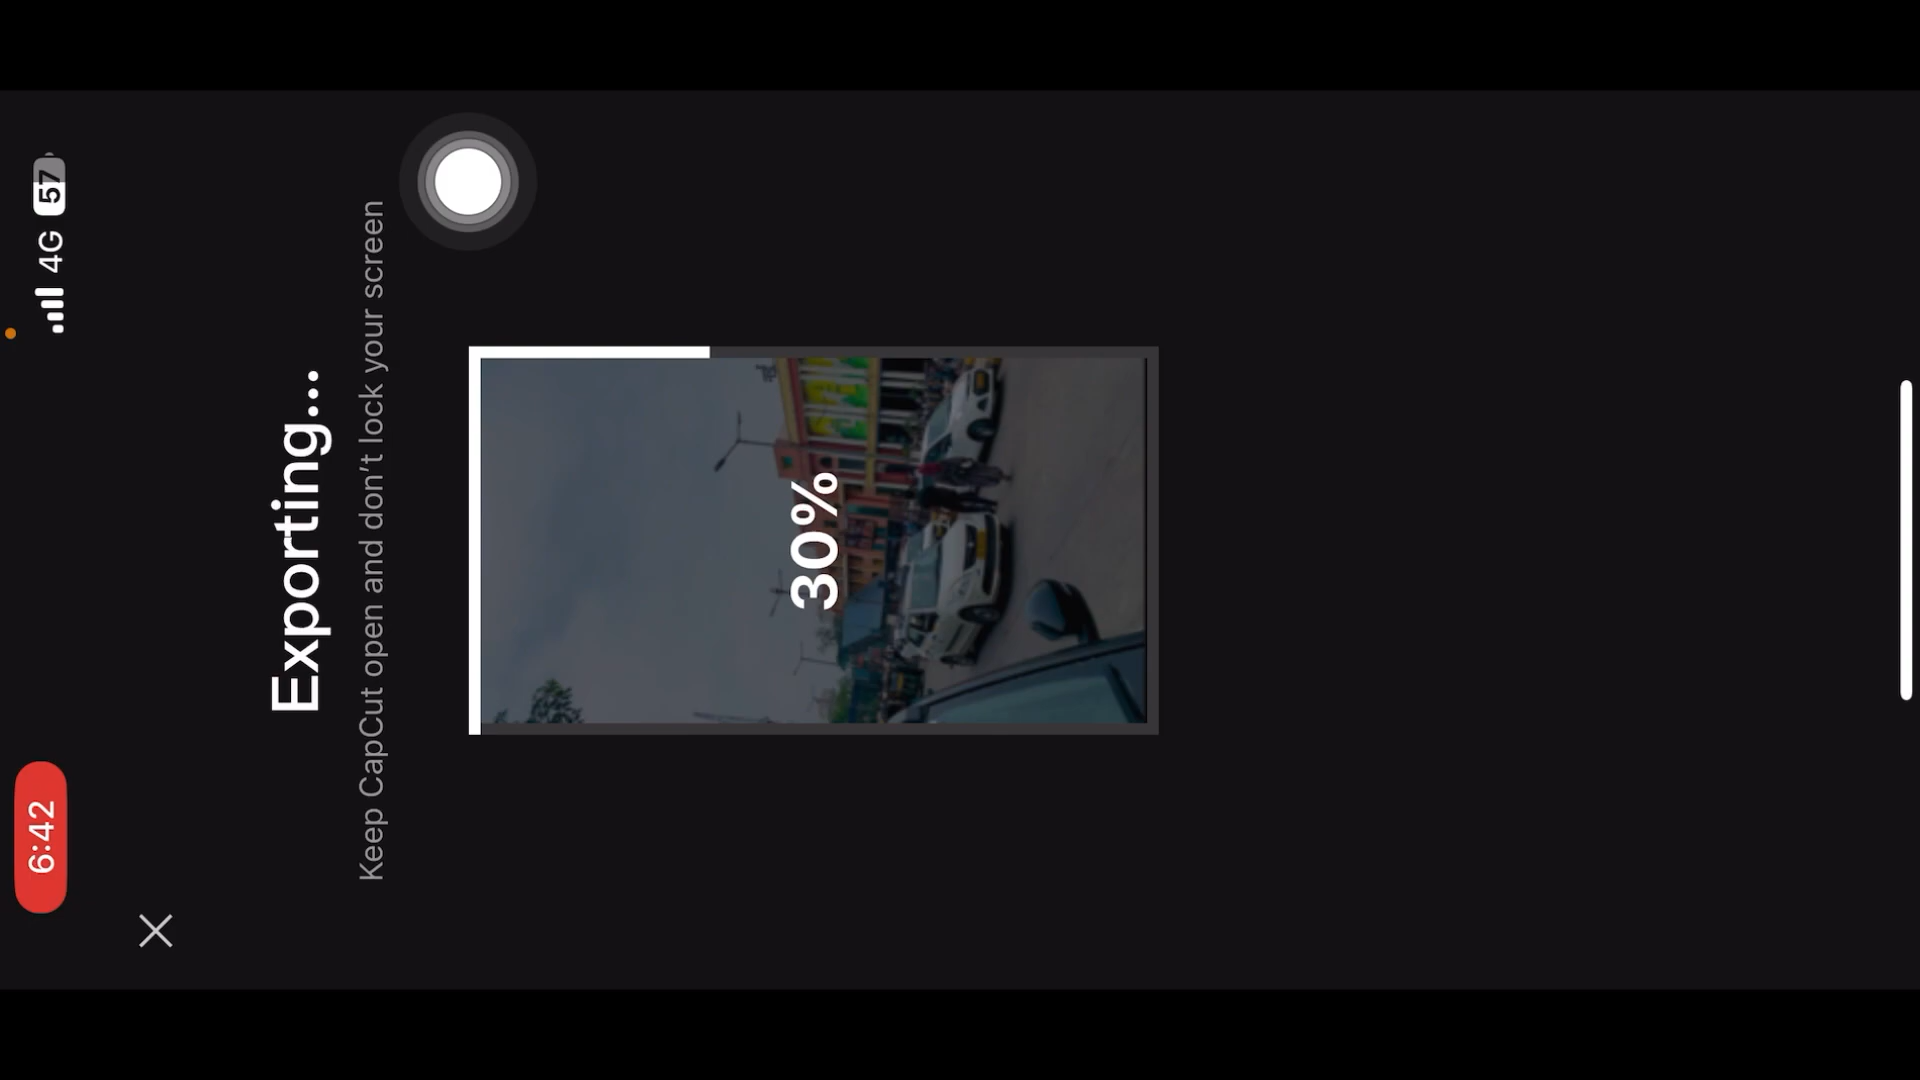 6:42
4G 57
Exporting...
Keep CapCut open and don't lock your screen
30%